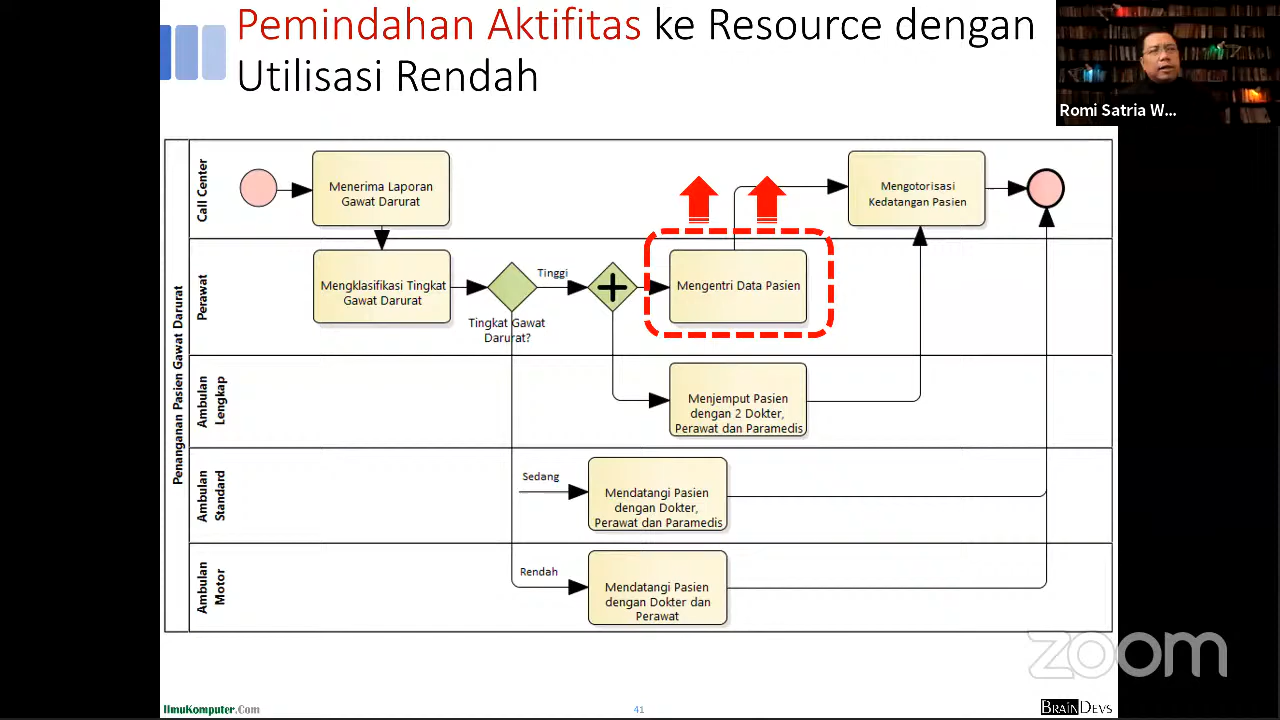 Pemindahan Aktifitas ke Resource dengan
Utilisasi Rendah
Romi Satria W...
Penanganan Pasien Gawat Darurat
Call Center
Menerima Laporan
Gawat Darurat
Mengotorisasi
Kedatangan Pasien
Perawat
Mengklasifikasi Tingkat
Gawat Darurat
Tingkat Gawat
Darurat?
Tinggi
Mengentri Data Pasien
Ambulan
Lengkap
Menjemput Pasien
dengan 2 Dokter,
Perawat dan Paramedis
Ambulan
Standard
Sedang
Mendatangi Pasien
dengan Dokter,
Perawat dan Paramedis
Ambulan
Motor
Rendah
Mendatangi Pasien
dengan Dokter dan
Perawat
zoom
IlmuKomputer.Com
41
BRAINDEVS